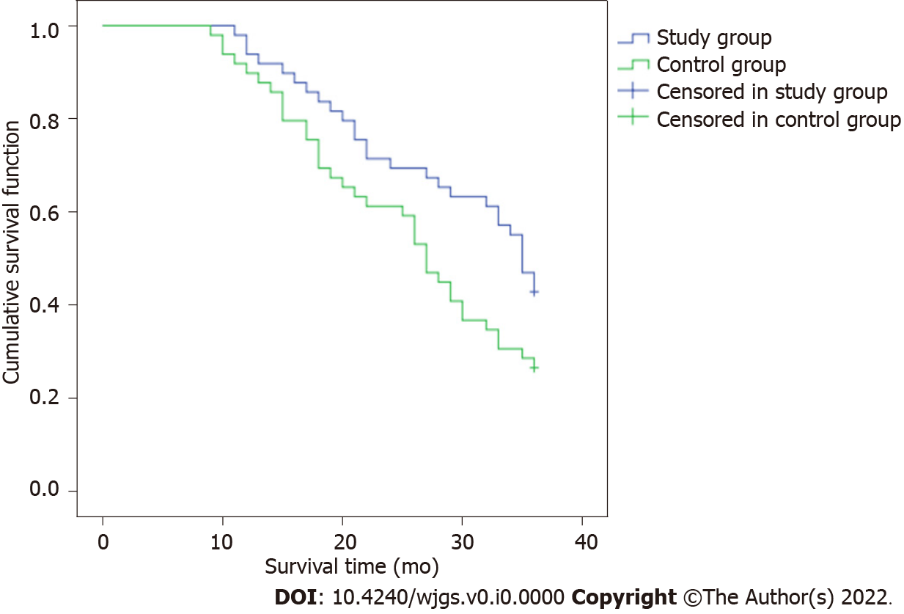 1.0
0.8
0.6
0.4
0.2
0.0
Cumulative survival function
0 10 20 30 40
Survival time (mo)
Study group
Control group
Censored in study group
Censored in control group
DOI: 10.4240/wjgs.v0.i0.0000 Copyright ©The Author(s) 2022.